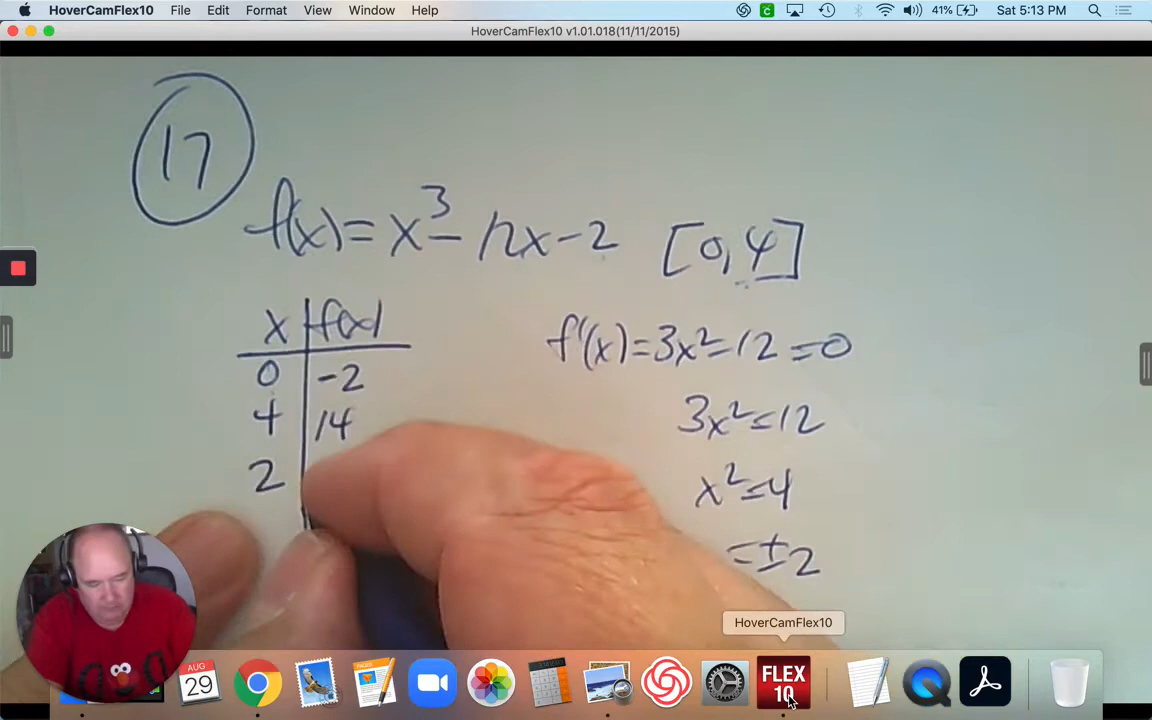 HoverCamFlex10 File Edit Format View Window Help 41% Sat 5:13 PM
HoverCamFlex10 v1.01.018(11/11/2015)
17
f(x) = x³ - 12x - 2 [0,4]
x f(x)
0 -2
4 14
2
f'(x) = 3x² - 12 = 0
3x² = 12
x² = 4
= ±2
HoverCamFlex10
AUG
29
FLEX
10